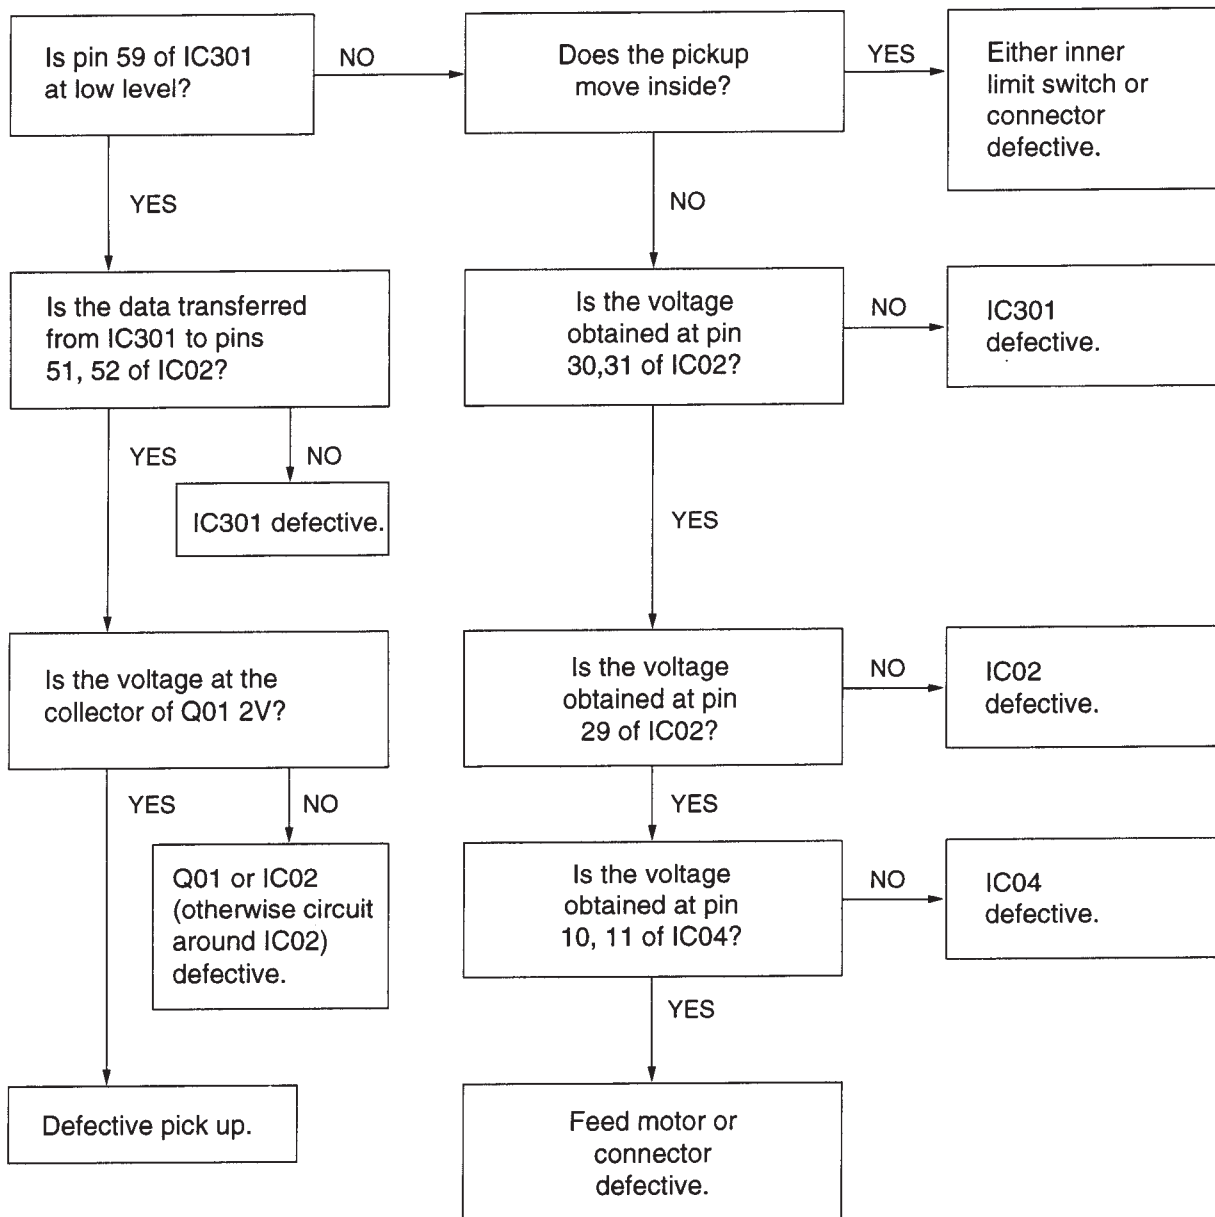 Is pin 59 of IC301
at low level?
NO
Does the pickup
move inside?
YES
Either inner
limit switch or
connector
defective.
YES
NO
Is the data transferred
from IC301 to pins
51, 52 of IC02?
Is the voltage
obtained at pin
30,31 of IC02?
NO
IC301
defective.
YES
NO
IC301 defective.
YES
Is the voltage at the
collector of Q01 2V?
Is the voltage
obtained at pin
29 of IC02?
NO
IC02
defective.
YES
NO
YES
Q01 or IC02
(otherwise circuit
around IC02)
defective.
Is the voltage
obtained at pin
10, 11 of IC04?
NO
IC04
defective.
YES
Defective pick up.
Feed motor or
connector
defective.